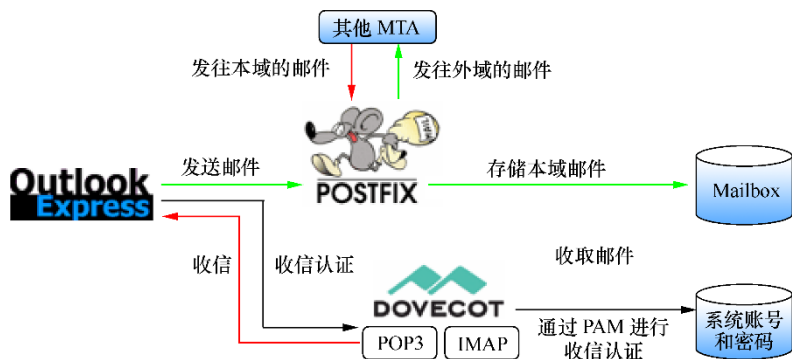 其他 MTA
发往本域的邮件
发往外域的邮件
发送邮件
MAIL
POSTFIX
存储本域邮件
Outlook
Express
Mailbox
收信
收信认证
收取邮件
DOVECOT
POP3
IMAP
通过 PAM 进行
收信认证
系统账号
和密码